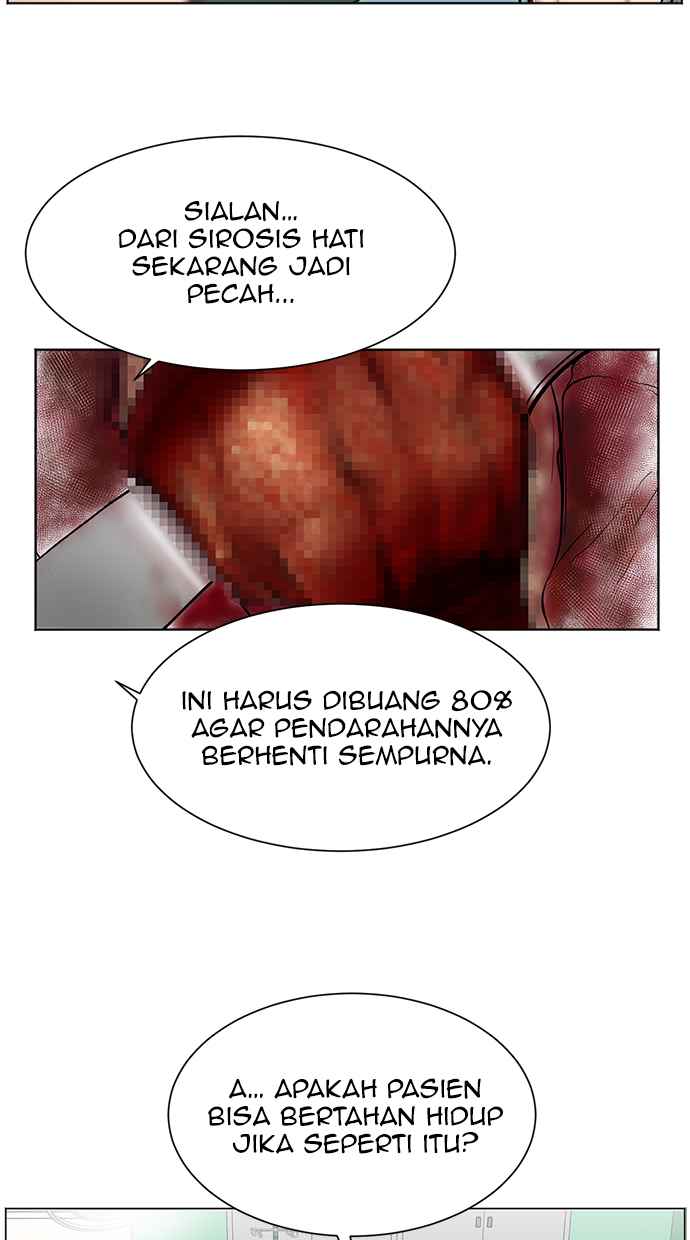 SIALAN...
DARI SIROSIS HATI
SEKARANG JADI
PECAH...
INI HARUS DIBUANG 80%
AGAR PENDARAHANNYA
BERHENTI SEMPURNA.
A... APAKAH PASIEN
BISA BERTAHAN HIDUP
JIKA SEPERTI ITU?